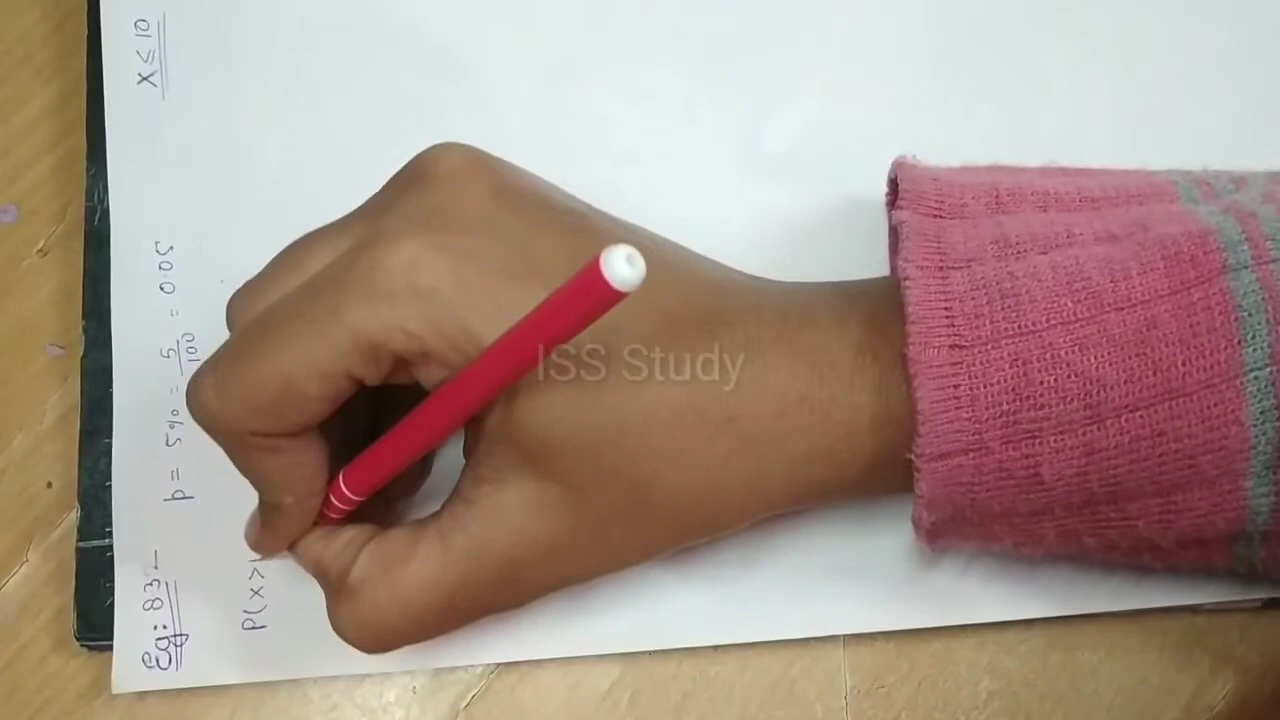 Eg: 83 –
p = 5% = 5/100 = 0.05
X ≤ 10
P(X>
ISS Study